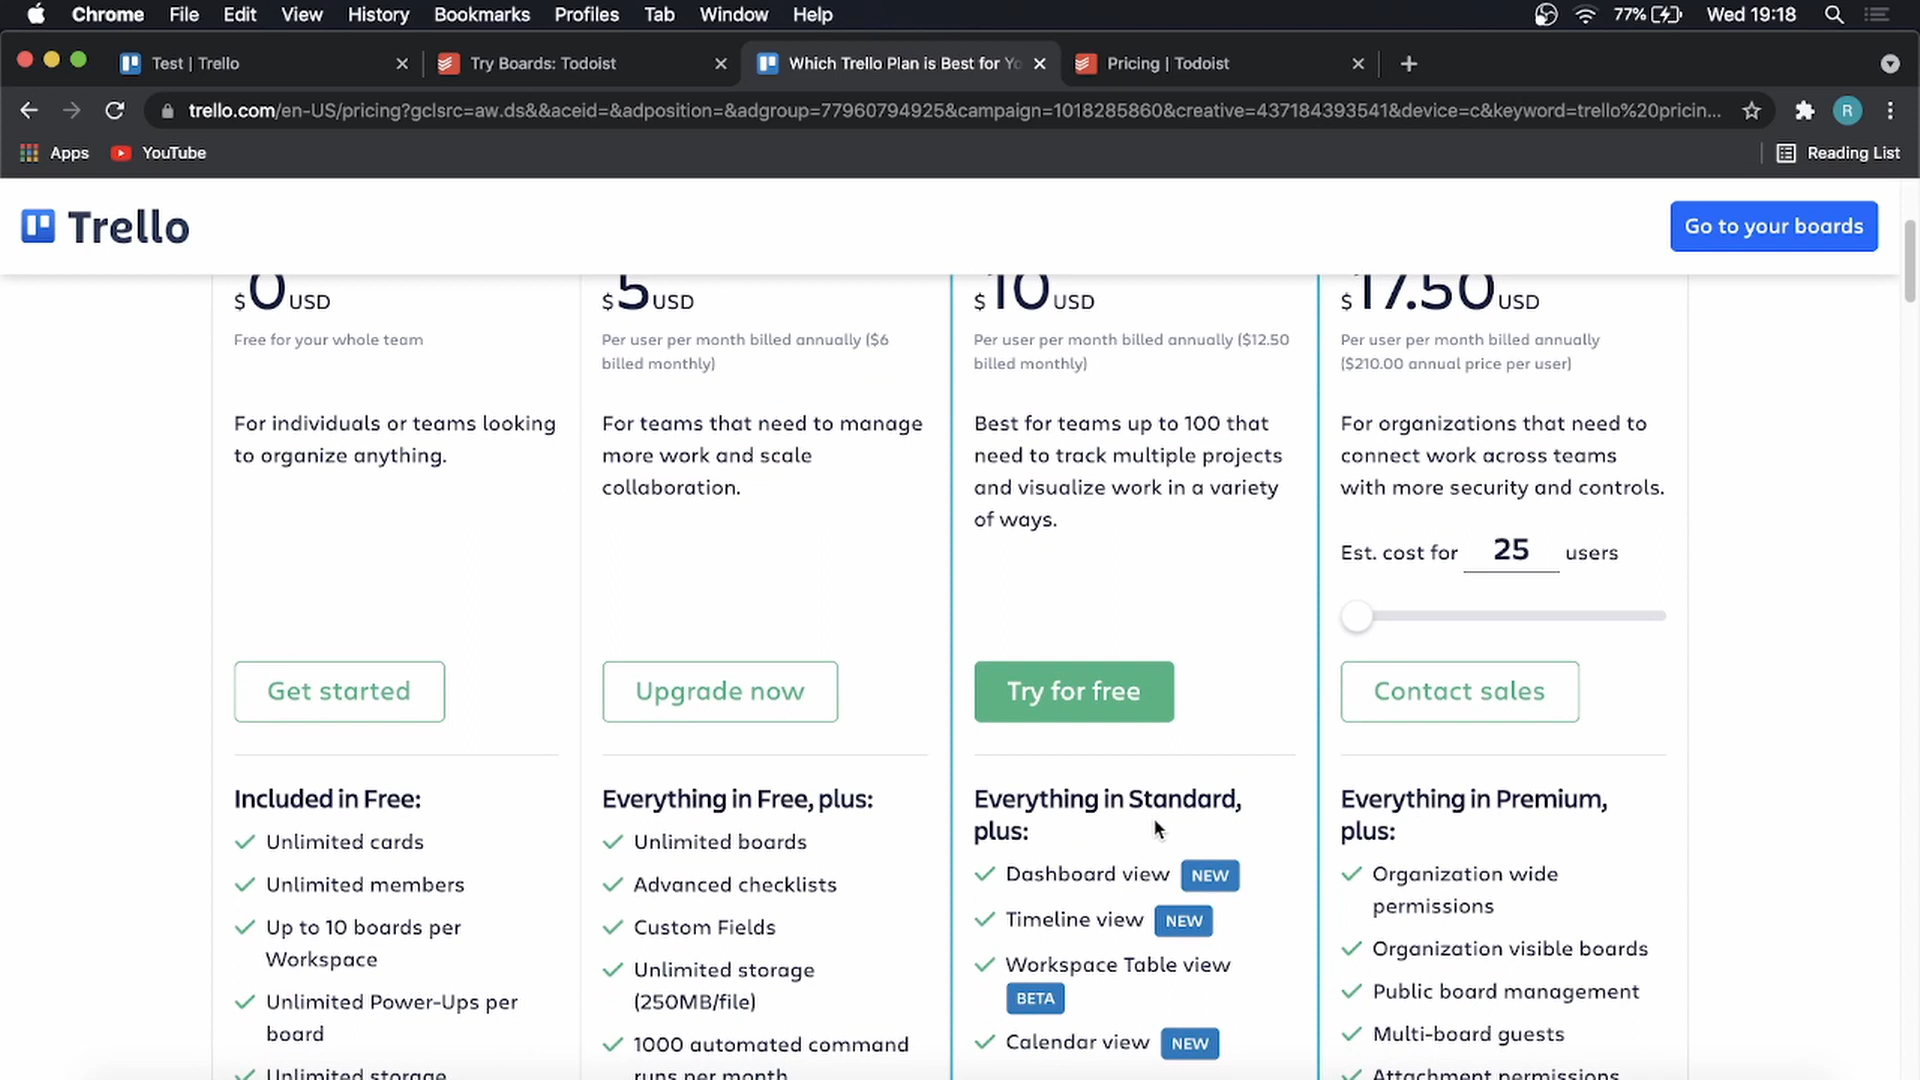 Chrome File Edit View History Bookmarks Profiles Tab Window Help 77% Wed 19:18
Test | Trello Try Boards: Todoist Which Trello Plan is Best for Yo Pricing | Todoist
trello.com/en-US/pricing?gclsrc=aw.ds&&aceid=&adposition=&adgroup=77960794925&campaign=1018285860&creative=437184393541&device=c&keyword=trello%20pricin... R
Apps YouTube Reading List
Trello Go to your boards
$0USD
Free for your whole team
For individuals or teams looking
to organize anything.
Get started
Included in Free:
Unlimited cards
Unlimited members
Up to 10 boards per
Workspace
Unlimited Power-Ups per
board
Unlimited storage
$5USD
Per user per month billed annually ($6
billed monthly)
For teams that need to manage
more work and scale
collaboration.
Upgrade now
Everything in Free, plus:
Unlimited boards
Advanced checklists
Custom Fields
Unlimited storage
(250MB/file)
1000 automated command
runs per month
$10USD
Per user per month billed annually ($12.50
billed monthly)
Best for teams up to 100 that
need to track multiple projects
and visualize work in a variety
of ways.
Try for free
Everything in Standard,
plus:
Dashboard view NEW
Timeline view NEW
Workspace Table view
BETA
Calendar view NEW
$17.50USD
Per user per month billed annually
($210.00 annual price per user)
For organizations that need to
connect work across teams
with more security and controls.
Est. cost for 25 users
Contact sales
Everything in Premium,
plus:
Organization wide
permissions
Organization visible boards
Public board management
Multi-board guests
Attachment permissions